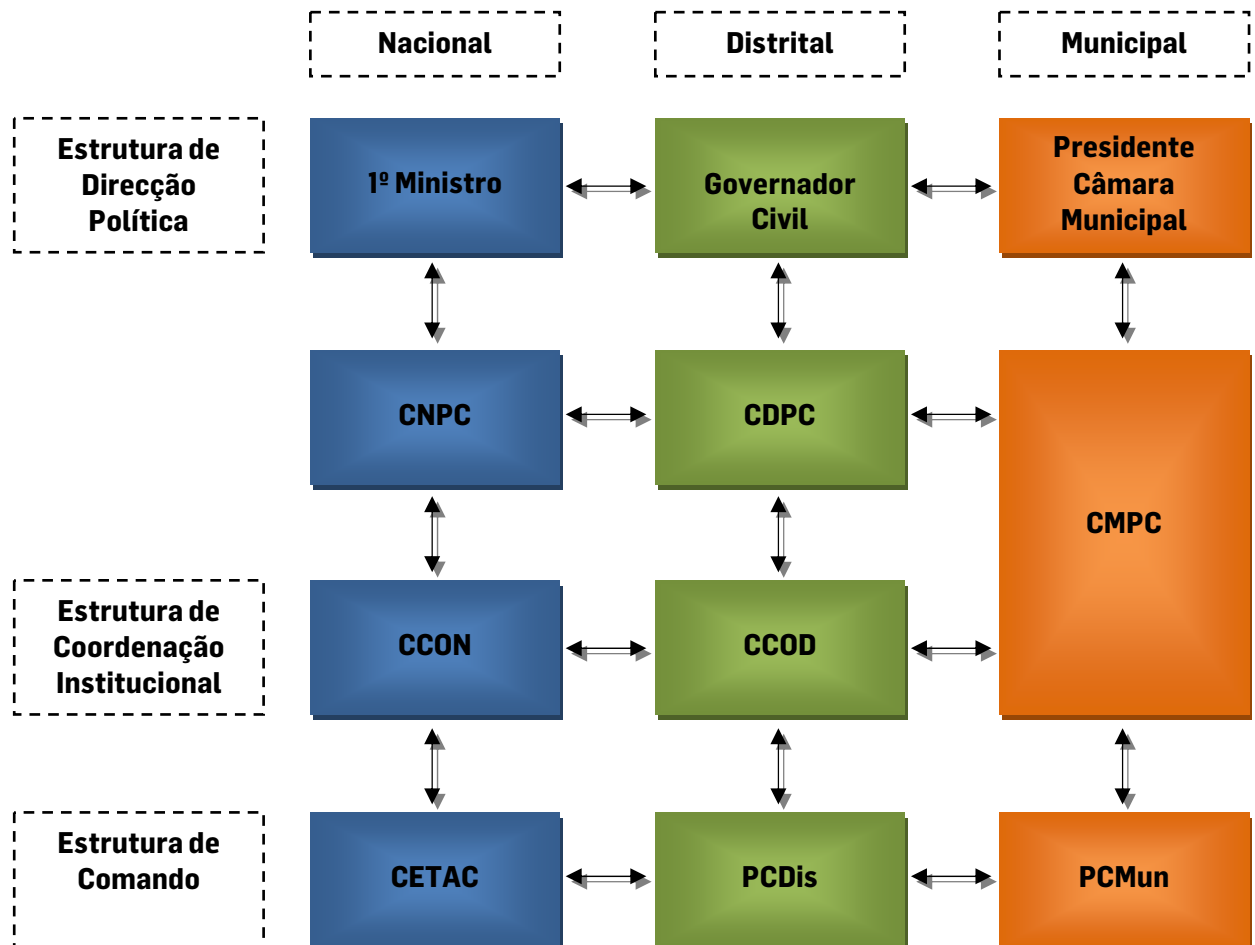 Nacional
Distrital
Municipal
Estrutura de
Direcção
Política
1º Ministro
Governador
Civil
Presidente
Câmara
Municipal
CNPC
CDPC
CMPC
Estrutura de
Coordenação
Institucional
CCON
CCOD
Estrutura de
Comando
CETAC
PCDis
PCMun